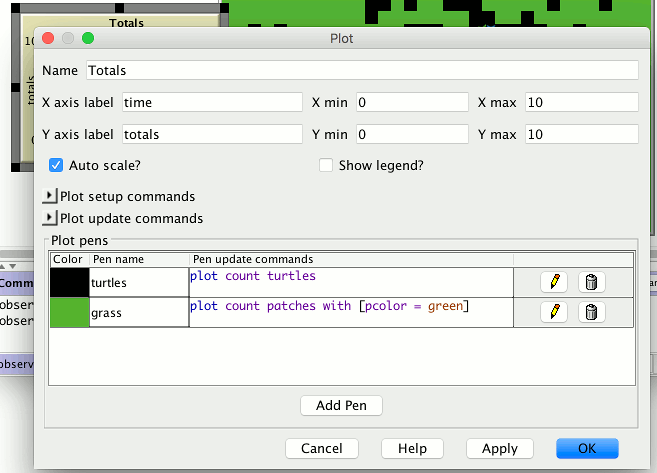 Totals
10
totals
0
Plot
Name Totals
X axis label time X min 0 X max 10
Y axis label totals Y min 0 Y max 10
Auto scale? Show legend?
Plot setup commands
Plot update commands
Plot pens
Color Pen name Pen update commands
turtles plot count turtles
grass plot count patches with [pcolor = green]
Add Pen
Cancel Help Apply OK
Comm
observ
observ
observ